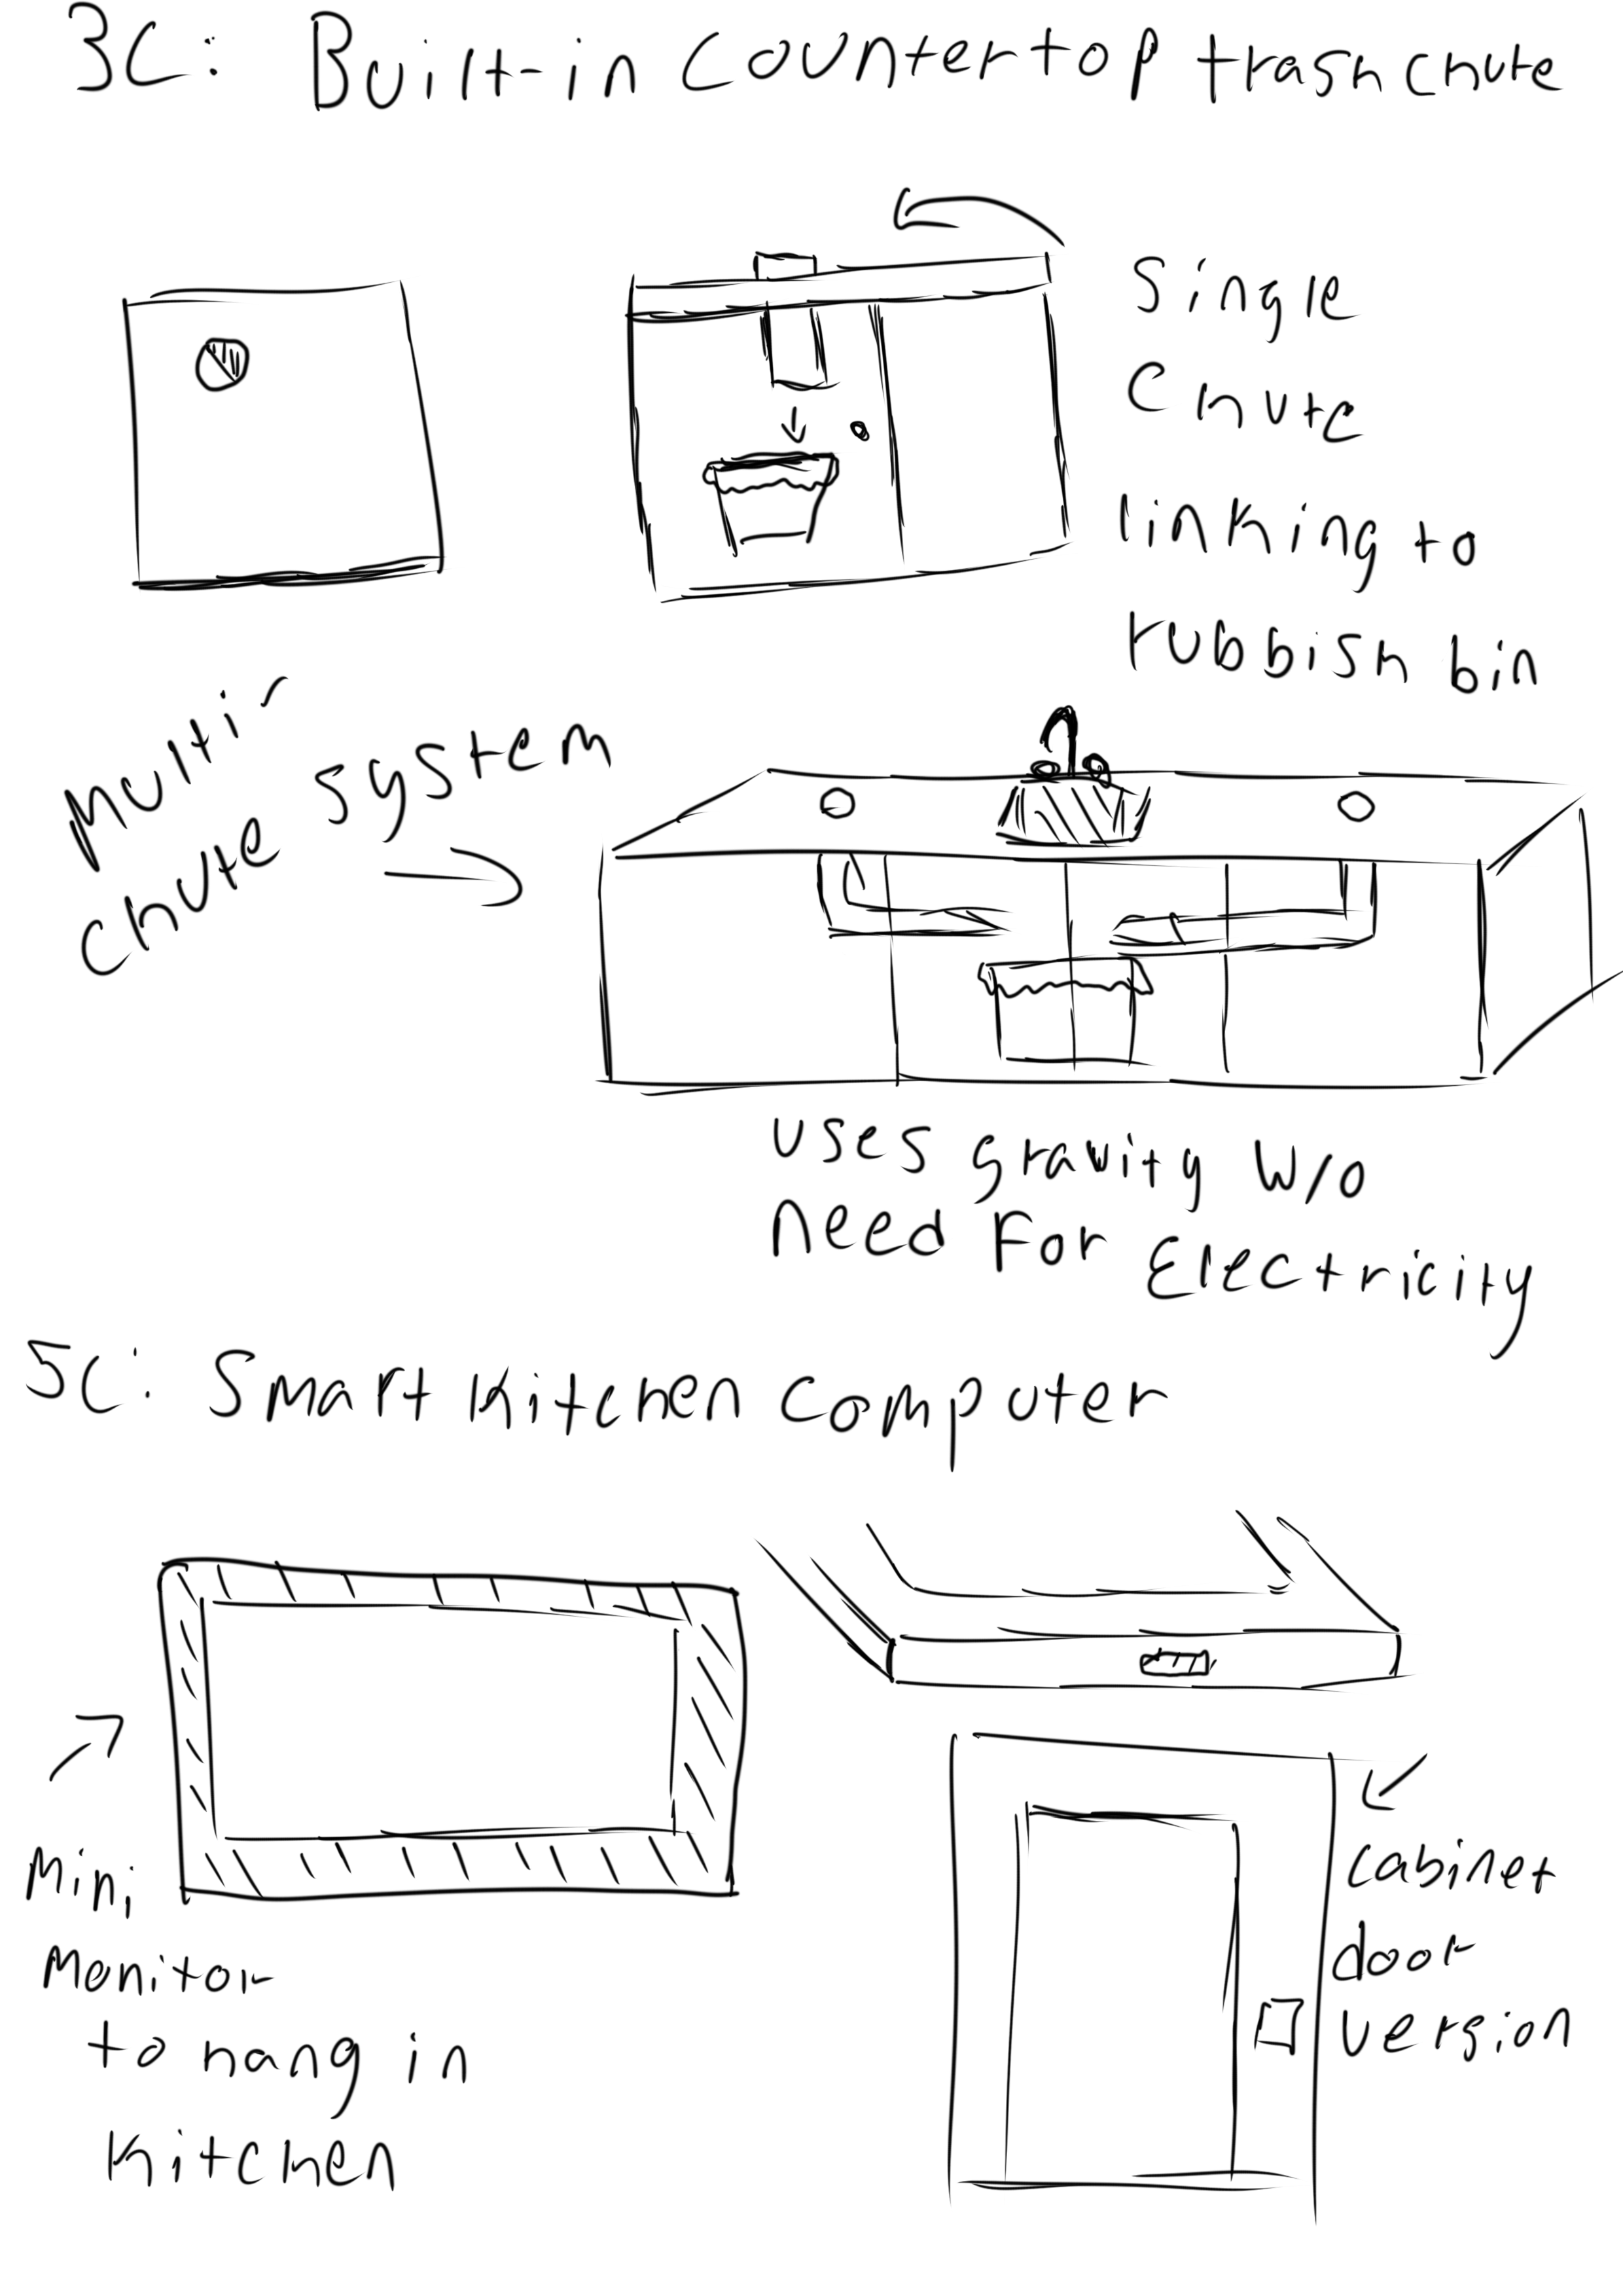 3C: Built-in countertop trash chute
Single
chute
linking to
rubbish bin
Multi-
chute system
uses gravity w/o
need for Electricity
5C: Smart Kitchen computer
Mini
Monitor
to hang in
Kitchen
cabinet
door
version